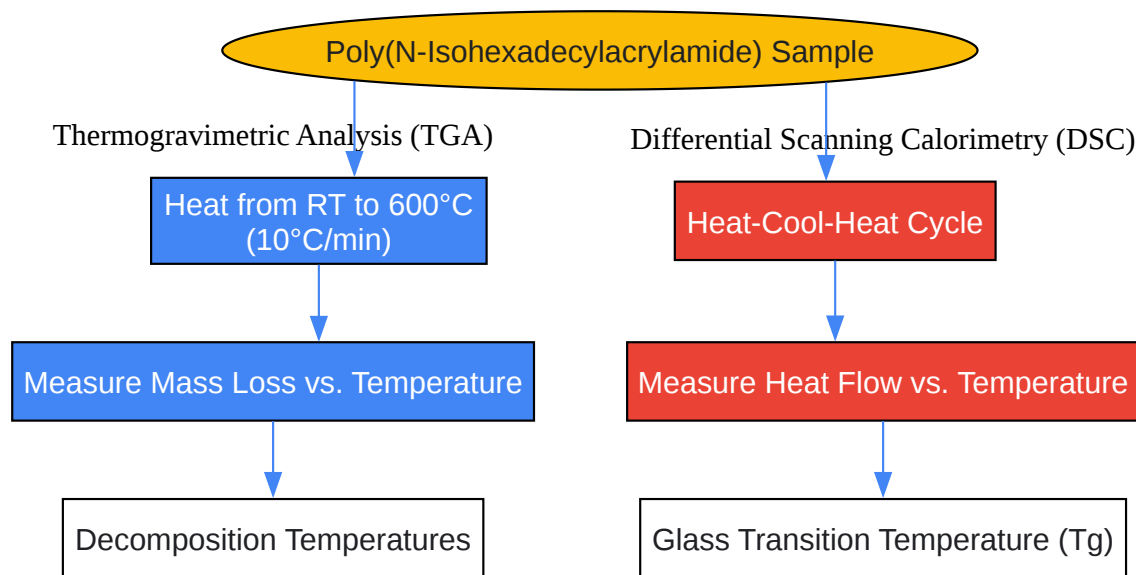 Poly(N-Isohexadecylacrylamide) Sample
Thermogravimetric Analysis (TGA)
Differential Scanning Calorimetry (DSC)
Heat from RT to 600°C
(10°C/min)
Heat-Cool-Heat Cycle
Measure Mass Loss vs. Temperature
Measure Heat Flow vs. Temperature
Decomposition Temperatures
Glass Transition Temperature (Tg)